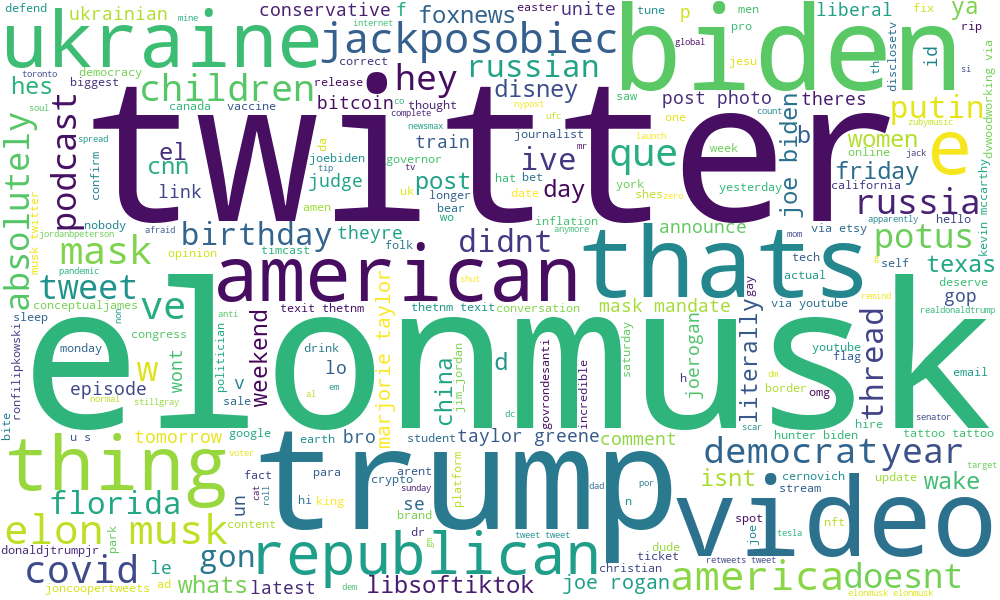 defend
ukrainian
mine
conservative
easter
f
foxnews
unite
tune
men
p
pro
liberal
fix
ya
rip
ukraine
internet
jackposobiec
correct
global
biden
jesu
th
id
disclosetv
si
dvwoodworking via
hes
toronto
democracy
biggest
children
release
hey
russian
disney
saw
post photo
theres
putin
soul
canada
vaccine
bitcoin
co
thought
complete
nypost
ufc
one
count
zubymusic
absolutely
podcast
spread
confirm
twitter
el
cnn
link
da
joebiden
tip
judge
governor
tv
newsmax
train
post
journalist
mr
ive
launch
que
week
joe biden
b
women
online
jack
e
friday
uk
hat
bet
longer
bear
wo
date
day
york
shes
zero
yesterday
california
russia
kevin mccarthy
amen
nobody
jordanbpeterson
afraid
birthday
theyre
folk
didnt
inflation
anymore
announce
via etsy
apparently
hello
potus
musk twitter
mask
opinion
timcast
american
thats
mom
tech
actual
g
self
texas
pandemic
tweet
conceptualjames
ve
anti
texit thetnm
thetnm texit
shut
conversation
mask mandate
gay
via youtube
remind
gop
deserve
realdonaldtrump
sleep
ronfilipkowski
non
congress
monday
politician
weekend
elonmusk
drink
lo
marjorie taylor
d
china
jim_jordan
govrondesanti
incredible
saturday
h
joerogan
literally
youtube
flag
thread
email
w
wont
episode
normal
stillgray
v
sale
al
em
dc
dn
border
omg
hire
senator
bite
u s
tomorrow
google
voter
earth
bro
student
taylor greene
comment
scar
hunter biden
tattoo tattoo
thing
trump
democrat
year
fact
cat
roll
para
hi
crypto
arent
sunday
king
platform
dad
por
n
isnt
cernovich
stream
update
target
wake
florida
un
se
brand
video
elon musk
park
content
dr
gm
tweet tweet
dude
ticket
spot
joe
nft
tesla
donaldjtrumpjr
covid
le
gon
republican
christian
retweets tweet
joncoopertweets
ad
whats
latest
dem
libsoftiktok
joe rogan
america
doesnt
elonmusk elonmusk